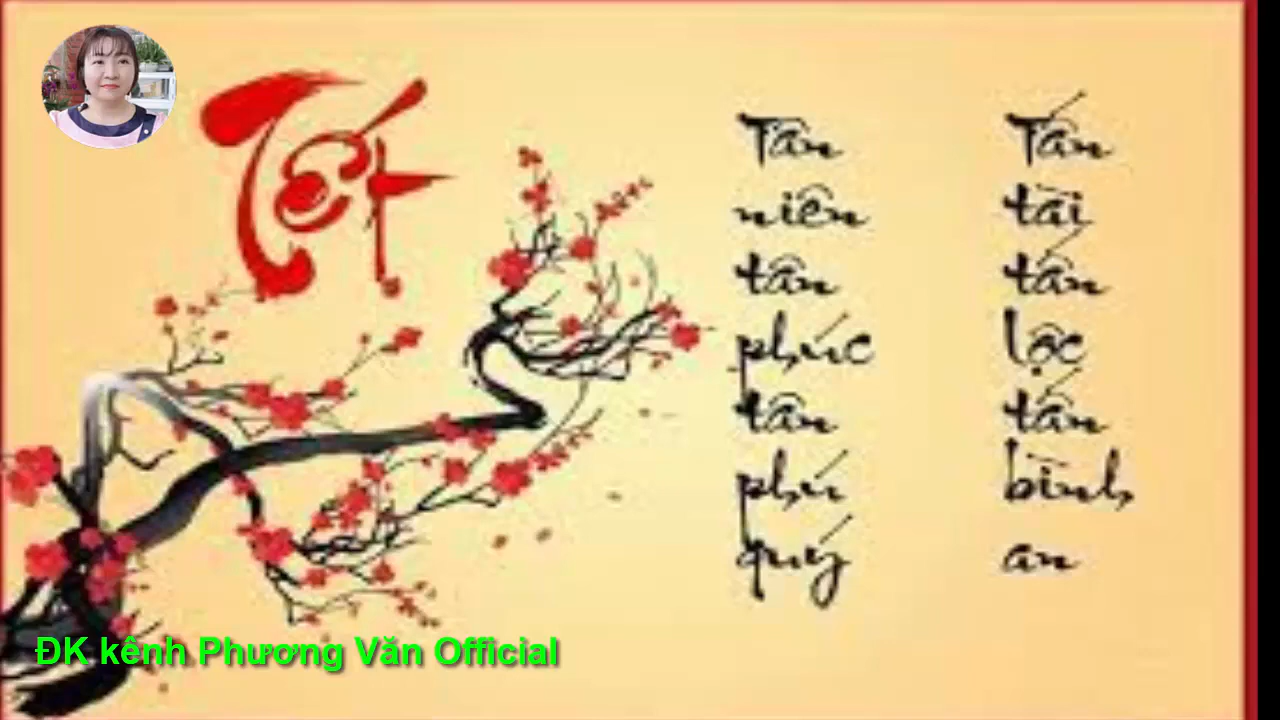 Tết
Tân
niên
tân
phúc
tân
phú
quý
Tấn
tài
tấn
lộc
tấn
bình
an
ĐK kênh Phương Văn Official